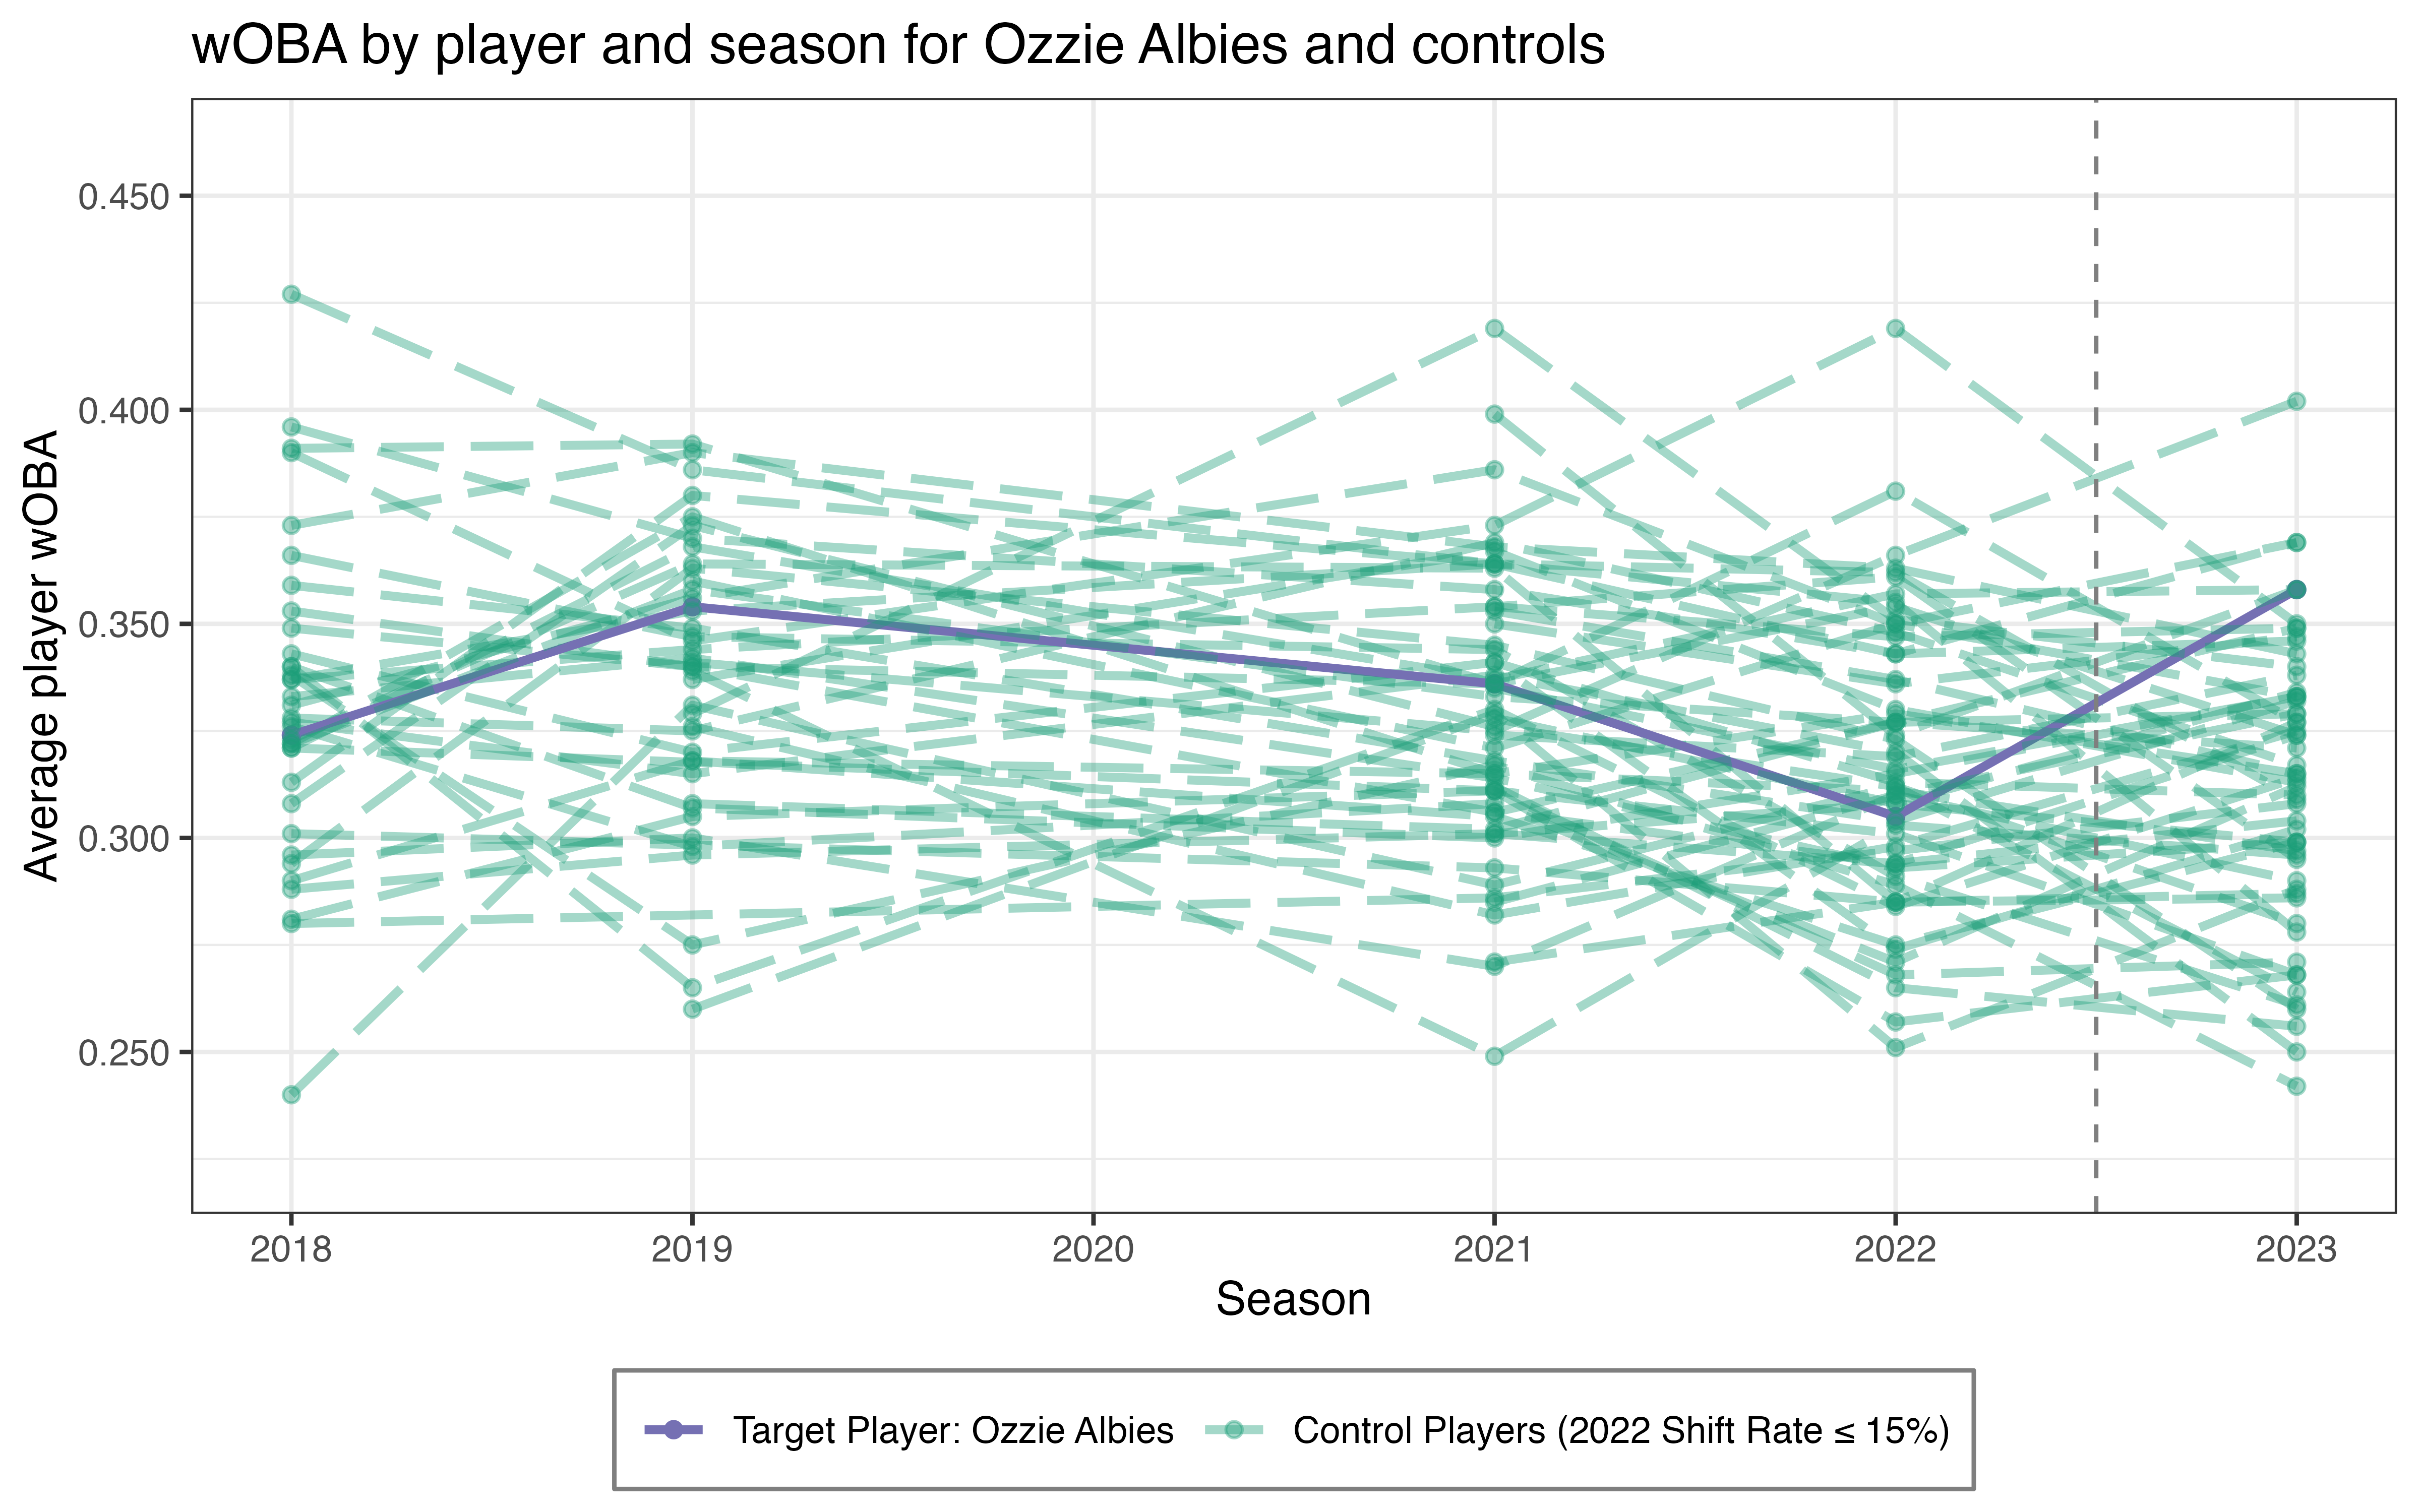 wOBA by player and season for Ozzie Albies and controls
Average player wOBA
0.450
0.400
0.350
0.300
0.250
2018 2019 2020 2021 2022 2023
Season
Target Player: Ozzie Albies Control Players (2022 Shift Rate ≤ 15%)